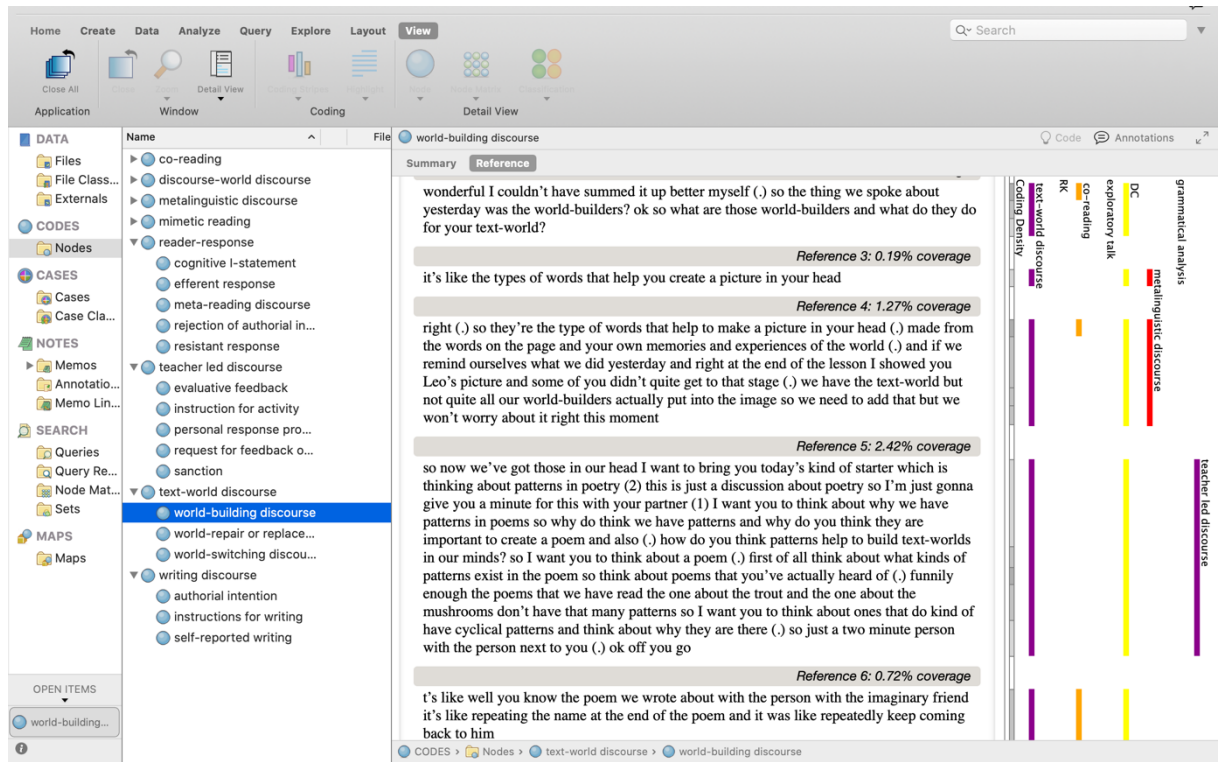 Home Create Data Analyze Query Explore Layout View
Search
Close All
Close
Zoom
Detail View
Coding Stripes
Highlight
Node
Node Matrix
Classification
Application Window Coding Detail View
DATA
Files
File Class...
Externals
CODES
Nodes
CASES
Cases
Case Cla...
NOTES
Memos
Annotatio...
Memo Lin...
SEARCH
Queries
Query Re...
Node Mat...
Sets
MAPS
Maps
OPEN ITEMS
world-building...
Name
File
co-reading
discourse-world discourse
metalinguistic discourse
mimetic reading
reader-response
cognitive I-statement
efferent response
meta-reading discourse
rejection of authorial in...
resistant response
teacher led discourse
evaluative feedback
instruction for activity
personal response pro...
request for feedback o...
sanction
text-world discourse
world-building discourse
world-repair or replace...
world-switching discou...
writing discourse
authorial intention
instructions for writing
self-reported writing
world-building discourse
Code
Annotations
Summary Reference
wonderful I couldn't have summed it up better myself (.) so the thing we spoke about
yesterday was the world-builders? ok so what are those world-builders and what do they do
for your text-world?
Reference 3: 0.19% coverage
it's like the types of words that help you create a picture in your head
Reference 4: 1.27% coverage
right (.) so they're the type of words that help to make a picture in your head (.) made from
the words on the page and your own memories and experiences of the world (.) and if we
remind ourselves what we did yesterday and right at the end of the lesson I showed you
Leo's picture and some of you didn't quite get to that stage (.) we have the text-world but
not quite all our world-builders actually put into the image so we need to add that but we
won't worry about it right this moment
Reference 5: 2.42% coverage
so now we've got those in our head I want to bring you today's kind of starter which is
thinking about patterns in poetry (2) this is just a discussion about poetry so I'm just gonna
give you a minute for this with your partner (1) I want you to think about why we have
patterns in poems so why do think we have patterns and why do you think they are
important to create a poem and also (.) how do you think patterns help to build text-worlds
in our minds? so I want you to think about a poem (.) first of all think about what kinds of
patterns exist in the poem so think about poems that you've actually heard of (.) funnily
enough the poems that we have read the one about the trout and the one about the
mushrooms don't have that many patterns so I want you to think about ones that do kind of
have cyclical patterns and think about why they are there (.) so just a two minute person
with the person next to you (.) ok off you go
Reference 6: 0.72% coverage
t's like well you know the poem we wrote about with the person with the imaginary friend
it's like repeating the name at the end of the poem and it was like repeatedly keep coming
back to him
CODES › Nodes › text-world discourse › world-building discourse
Coding Density
text-world discourse
RK
co-reading
exploratory talk
DC
metalinguistic discourse
grammatical analysis
teacher led discourse